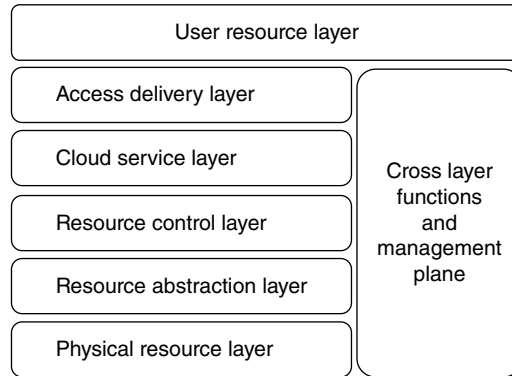 User resource layer
Access delivery layer
Cloud service layer
Resource control layer
Resource abstraction layer
Physical resource layer
Cross layer
functions
and
management
plane